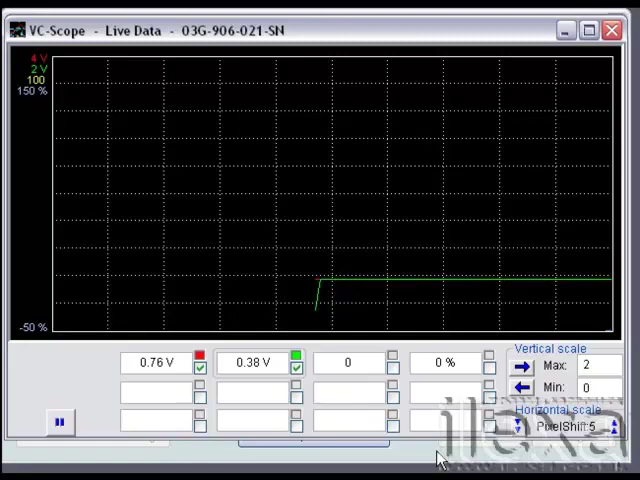 VC-Scope - Live Data - 03G-906-021-SN
4 V
2 V
100
150 %
-50 %
0.76 V
0.38 V
0
0 %
Vertical scale
Max: 2
Min: 0
Horizontal scale
PixelShift:5
ilexa